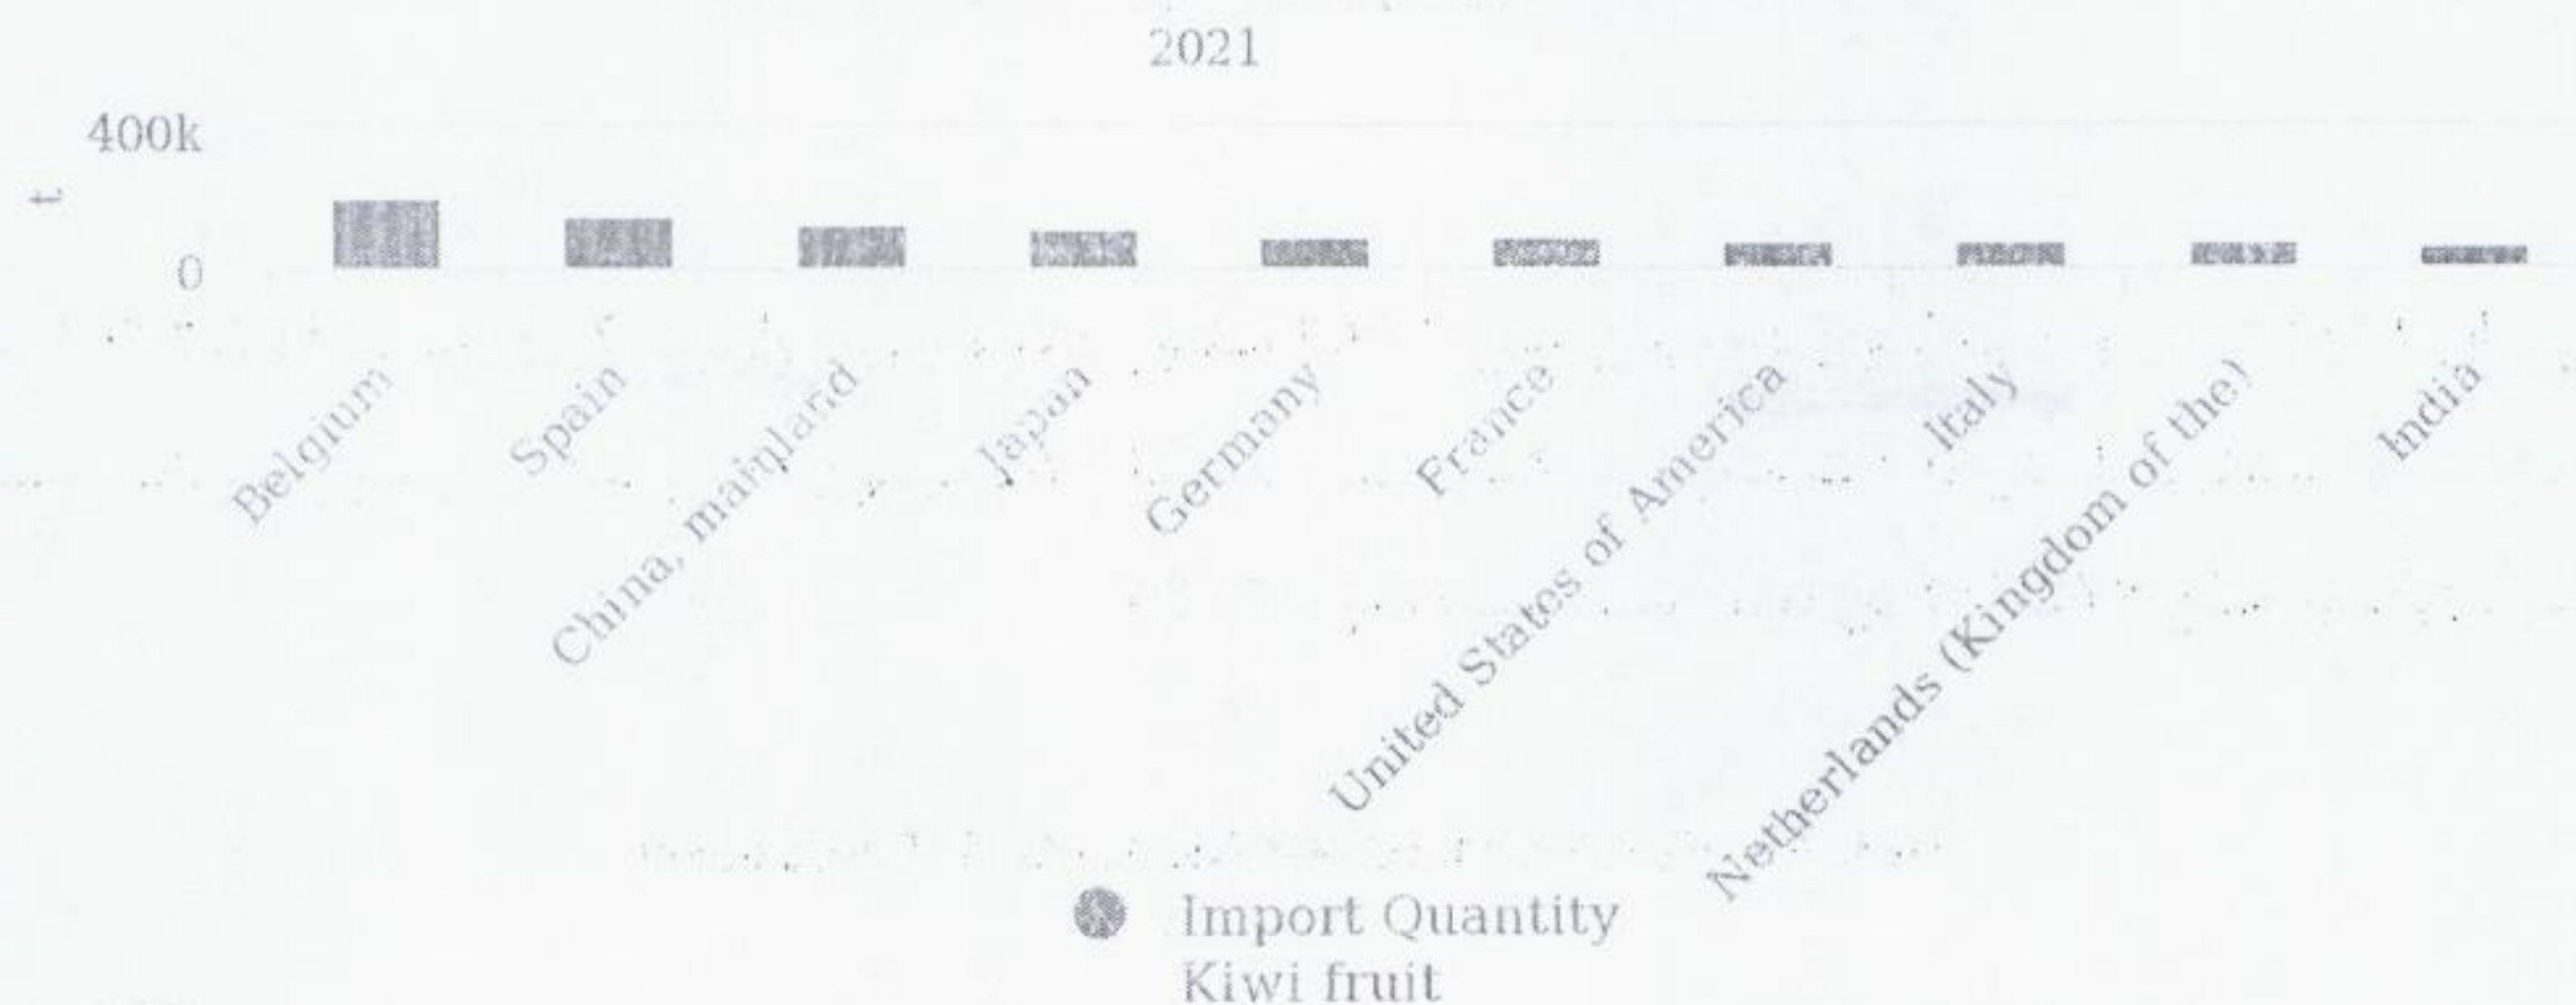 2021
400k
t
0
Belgium
Spain
China, mainland
Japan
Germany
France
United States of America
Italy
Netherlands (Kingdom of the)
India
Import Quantity
Kiwi fruit